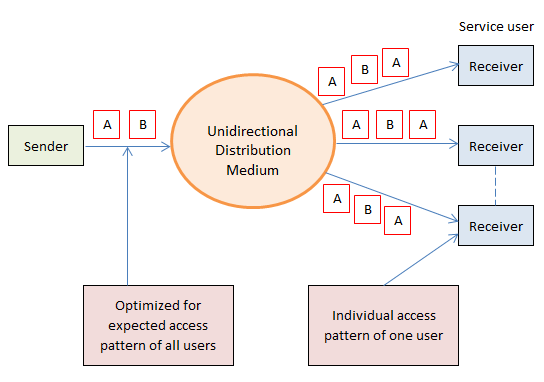 Service user
Receiver
A B A
A B
Sender
Unidirectional
Distribution
Medium
A B A
Receiver
A B A
Receiver
Optimized for
expected access
pattern of all users
Individual access
pattern of one user